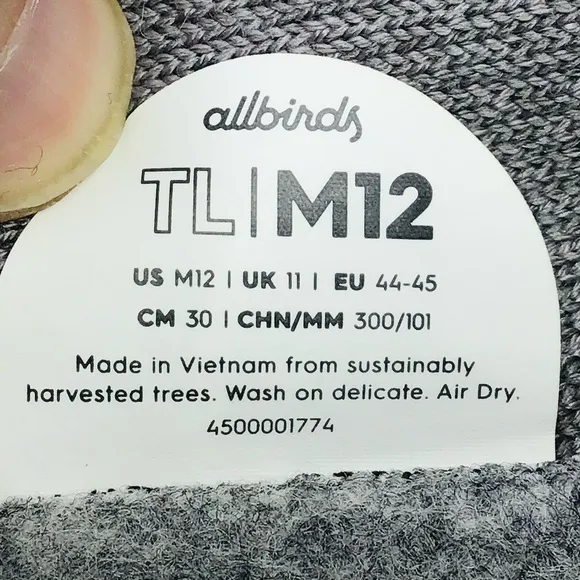 allbirds
TL | M12
US M12 | UK 11 | EU 44-45
CM 30 | CHN/MM 300/101
Made in Vietnam from sustainably
harvested trees. Wash on delicate. Air Dry.
4500001774